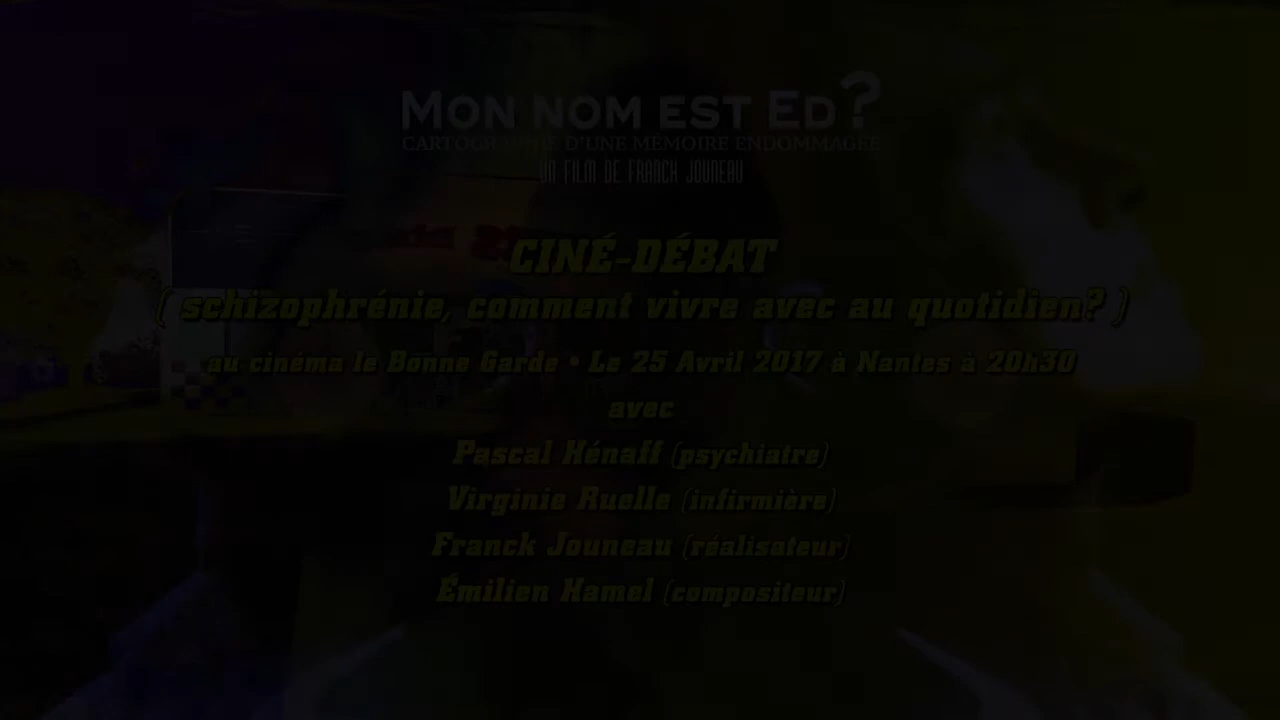 MON NOM EST ED?
CARTOGRAPHIE D'UNE MÉMOIRE ENDOMMAGÉE
UN FILM DE FRANCK JOUNEAU
CINÉ-DÉBAT
( schizophrénie, comment vivre avec au quotidien? )
au cinéma le Bonne Garde • Le 25 Avril 2017 à Nantes à 20h30
avec
Pascal Hénaff (psychiatre)
Virginie Ruelle (infirmière)
Franck Jouneau (réalisateur)
Émilien Hamel (compositeur)